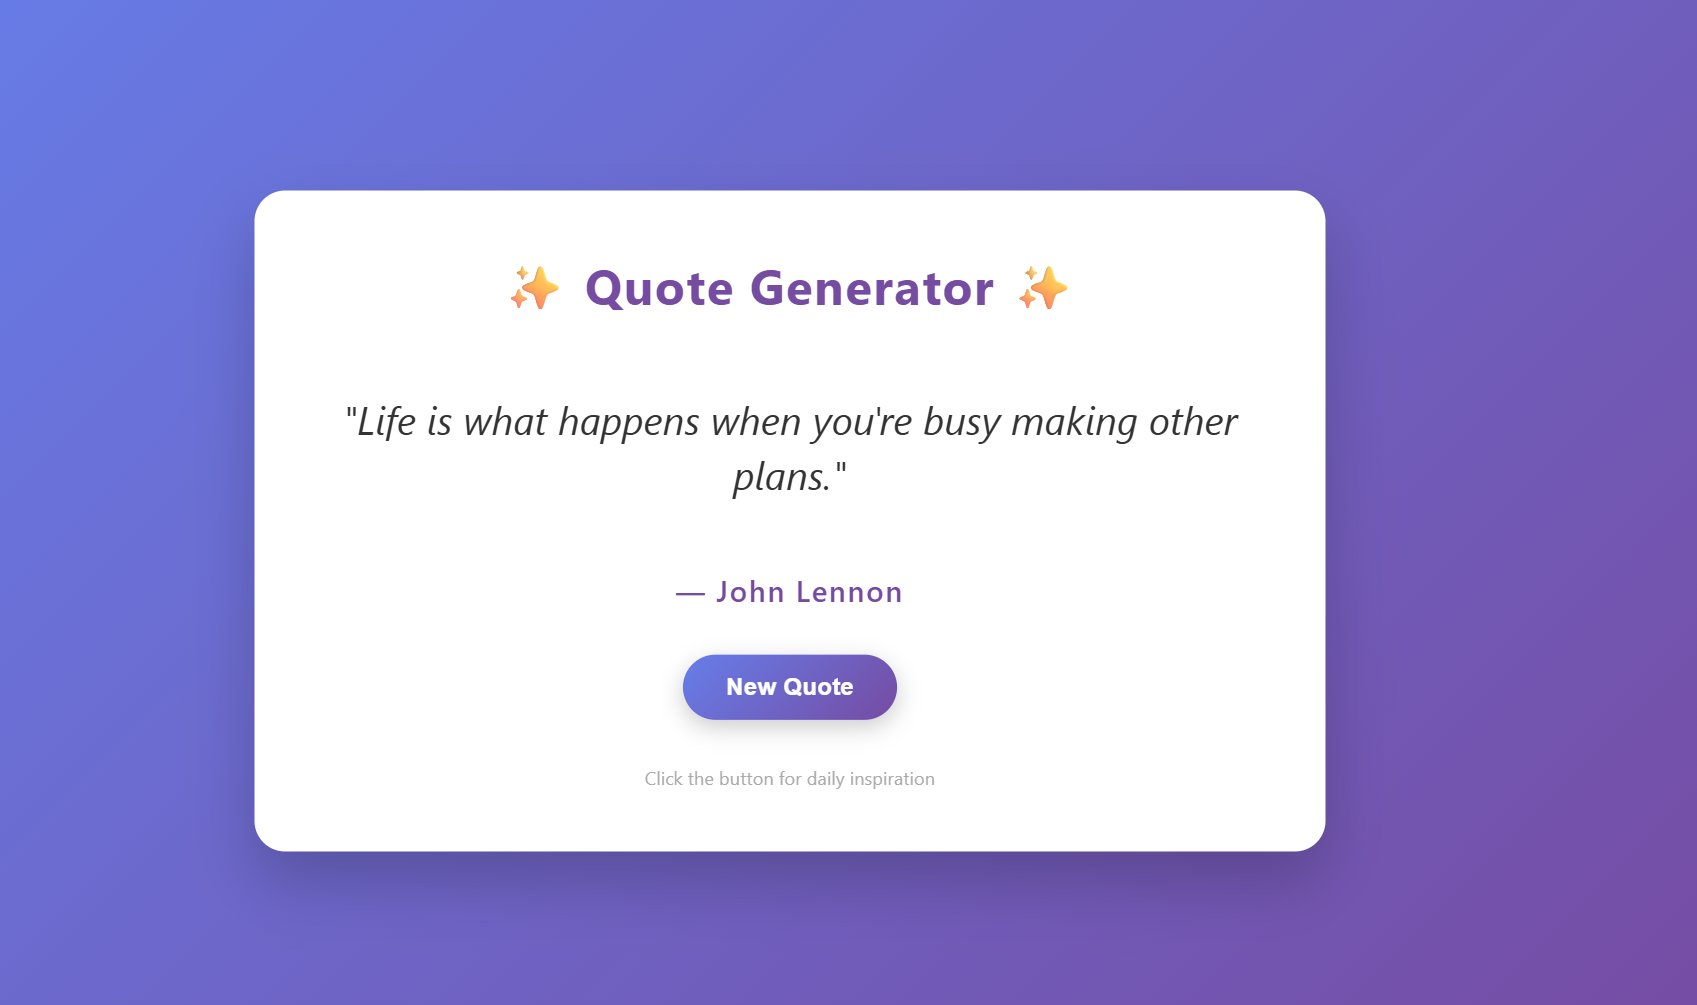 ✨ Quote Generator ✨
"Life is what happens when you're busy making other
plans."
— John Lennon
New Quote
Click the button for daily inspiration